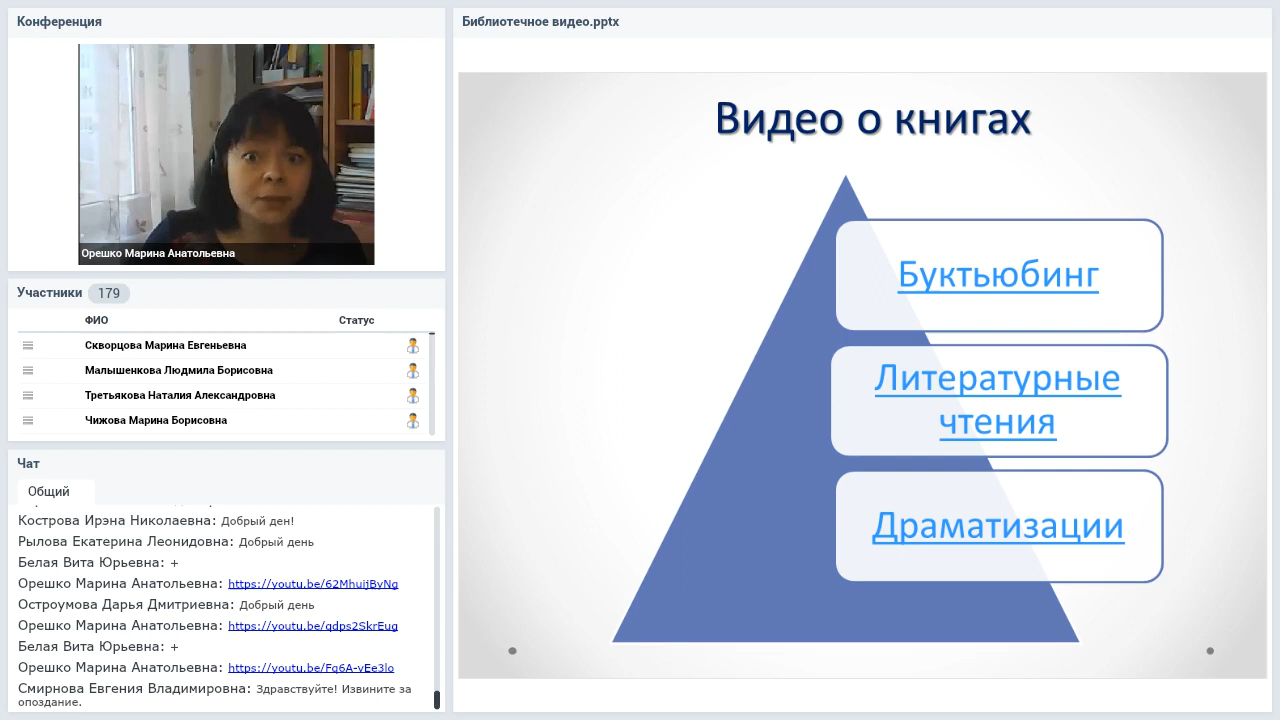 Конференция
Орешко Марина Анатольевна
Участники 179
ФИО Статус
Скворцова Марина Евгеньевна
Малышенкова Людмила Борисовна
Третьякова Наталия Александровна
Чижова Марина Борисовна
Чат
Общий
Кострова Ирэна Николаевна: Добрый ден!
Рылова Екатерина Леонидовна: Добрый день
Белая Вита Юрьевна: +
Орешко Марина Анатольевна: https://youtu.be/62MhuijByNg
Остроумова Дарья Дмитриевна: Добрый день
Орешко Марина Анатольевна: https://youtu.be/qdps2SkrEug
Белая Вита Юрьевна: +
Орешко Марина Анатольевна: https://youtu.be/Fq6A-vEe3lo
Смирнова Евгения Владимировна: Здравствуйте! Извините за
опоздание.
Библиотечное видео.pptx
Видео о книгах
Буктьюбинг
Литературные
чтения
Драматизации